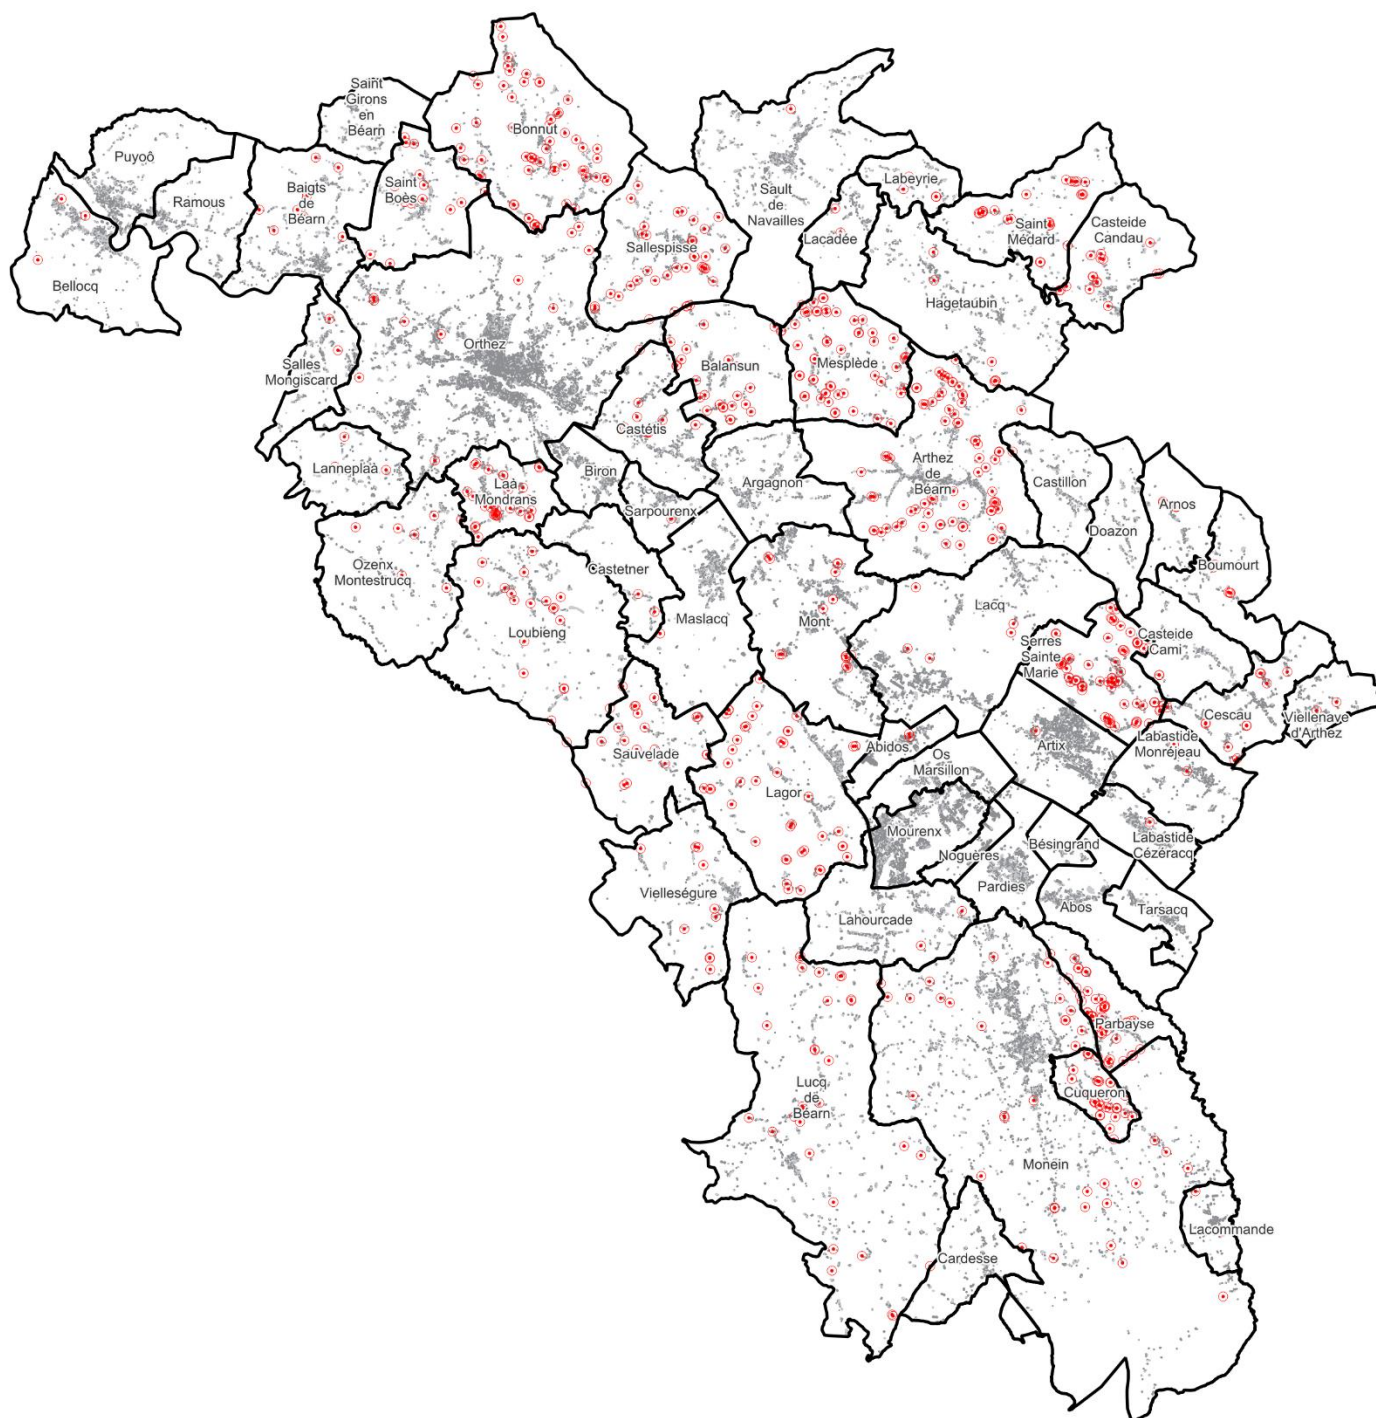 Saint
Girons
en
Béarn
Bonnut
Puyoô
Ramous
Baigts
de
Béarn
Saint
Boès
Sault
de
Navailles
Labeyrie
Lacadée
Saint
Médard
Casteide
Candau
Bellocq
Sallespisse
Hagetaubin
Salles
Mongiscard
Orthez
Balansun
Mesplède
Castétis
Lanneplaà
Laà
Mondrans
Biron
Sarpourenx
Argagnon
Arthez
de
Béarn
Castillon
Doazon
Arnos
Boumourt
Ozenx
Montestrucq
Castetner
Loubieng
Maslacq
Mont
Lacq
Serres
Sainte
Marie
Casteide
Cami
Cescau
Viellenave
d'Arthez
Sauvelade
Lagor
Abidos
Os
Marsillon
Artix
Labastide
Monréjeau
Mourenx
Noguères
Bésingrand
Labastide
Cézéracq
Pardies
Vielleségure
Lahourcade
Abos
Tarsacq
Parbayse
Lucq
de
Béarn
Cuqueron
Monein
Lacommande
Cardesse